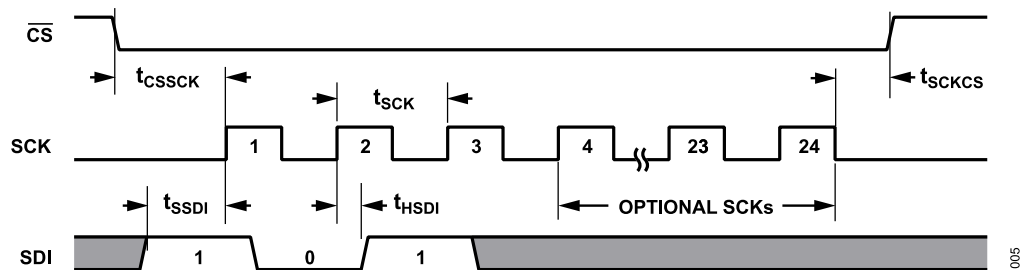 CS
tCSSCK
tSCK
tSCKCS
SCK
1
2
3
4
23
24
tSSDI
tHSDI
OPTIONAL SCKs
SDI
1
0
1
005